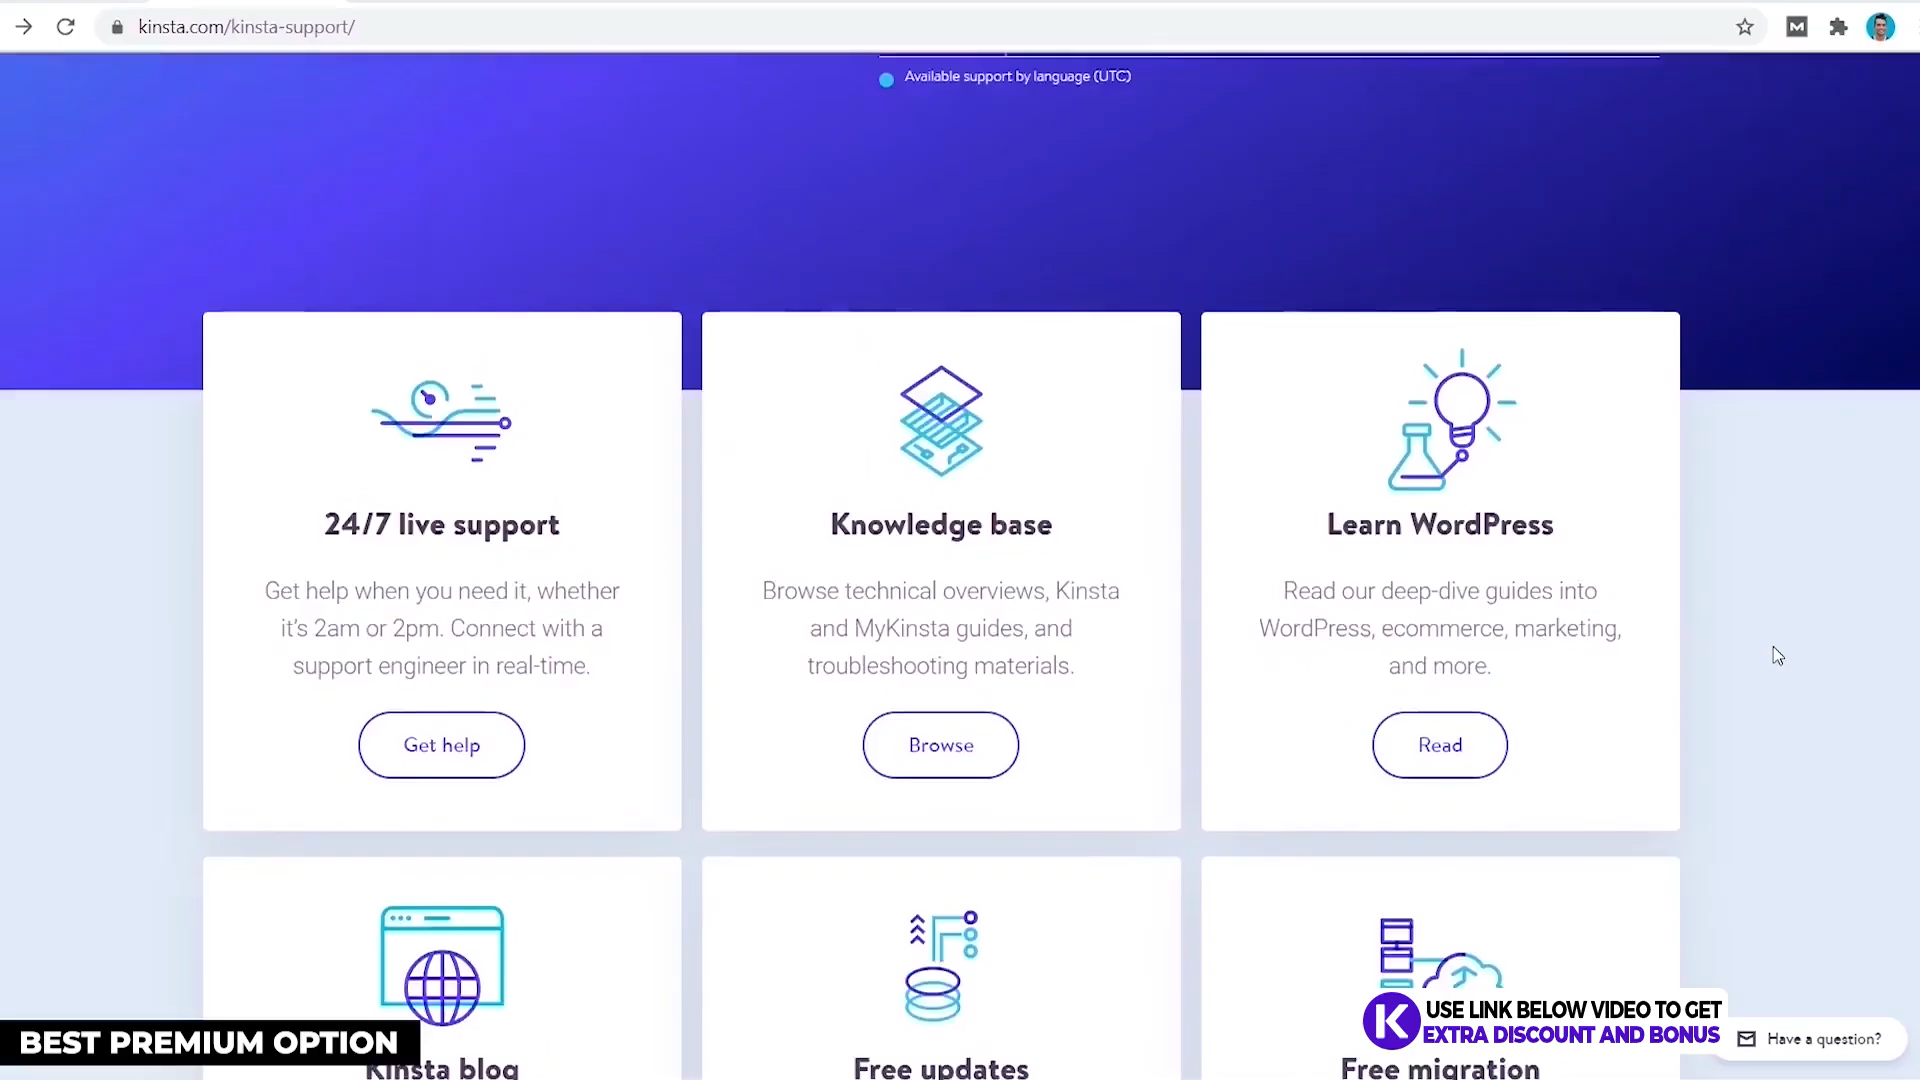 kinsta.com/kinsta-support/
M
Available support by language (UTC)
24/7 live support
Get help when you need it, whether
it's 2am or 2pm. Connect with a
support engineer in real-time.
Get help
Knowledge base
Browse technical overviews, Kinsta
and MyKinsta guides, and
troubleshooting materials.
Browse
Learn WordPress
Read our deep-dive guides into
WordPress, ecommerce, marketing,
and more.
Read
Kinsta blog
Free updates
Free migration
BEST PREMIUM OPTION
K
USE LINK BELOW VIDEO TO GET
EXTRA DISCOUNT AND BONUS
Have a question?